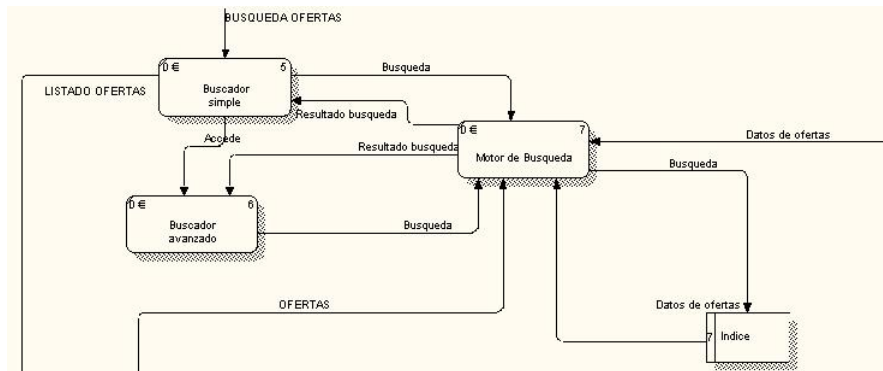 BUSQUEDA OFERTAS
0 € 5
Buscador
simple
Busqueda
LISTADO OFERTAS
Resultado busqueda
0 € 7
Motor de Busqueda
Datos de ofertas
Accede
Resultado busqueda
Busqueda
0 € 6
Buscador
avanzado
Busqueda
OFERTAS
Datos de ofertas
7 Indice